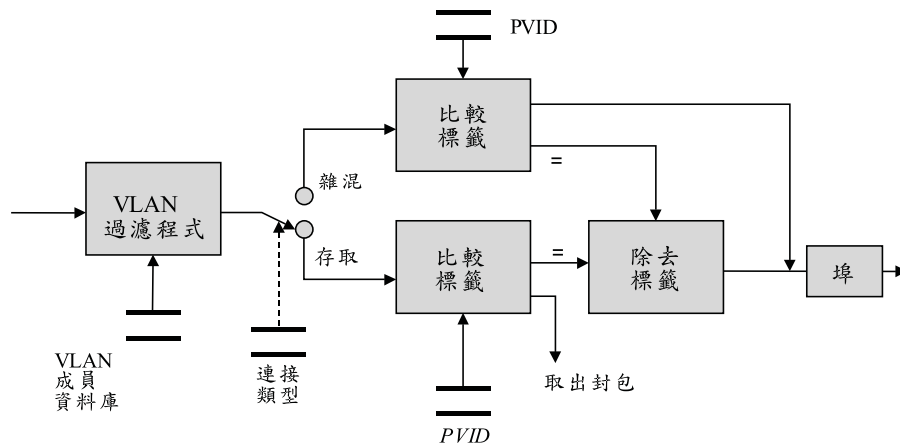 PVID
比較
標籤
=
雜混
VLAN
過濾程式
存取
比較
標籤
=
除去
標籤
埠
VLAN
成員
資料庫
連接
類型
取出封包
PVID